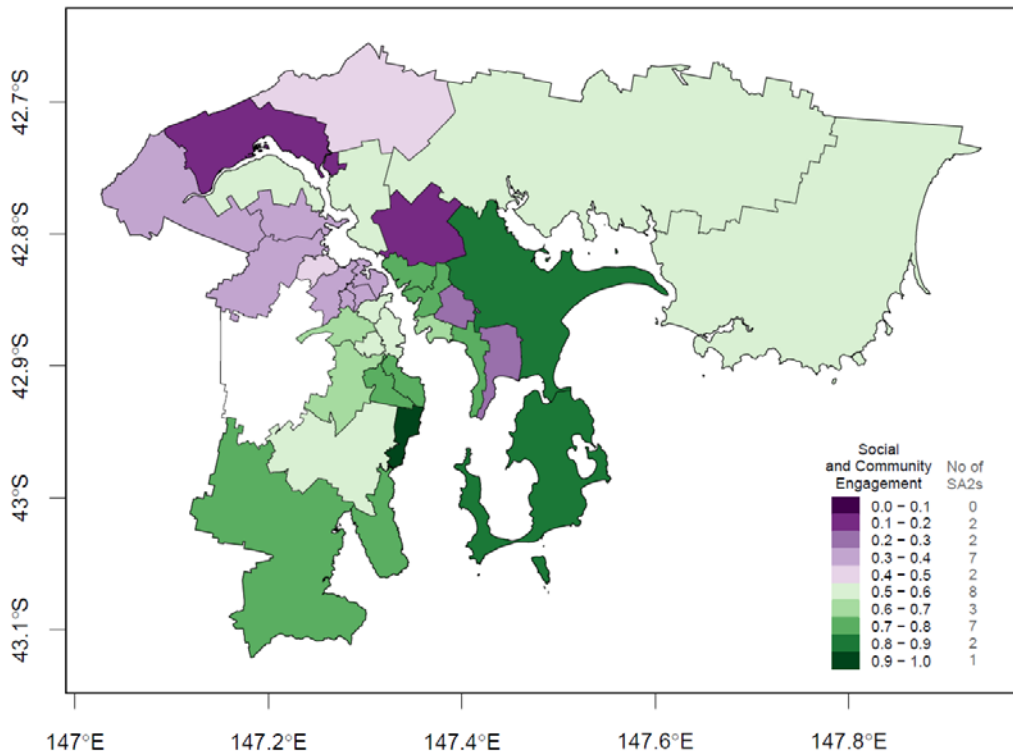 42.7°S
42.8°S
42.9°S
43°S
43.1°S
Social
and Community
Engagement
No of
SA2s
0.0 − 0.1 0
0.1 − 0.2 2
0.2 − 0.3 2
0.3 − 0.4 7
0.4 − 0.5 2
0.5 − 0.6 8
0.6 − 0.7 3
0.7 − 0.8 7
0.8 − 0.9 2
0.9 − 1.0 1
147°E 147.2°E 147.4°E 147.6°E 147.8°E